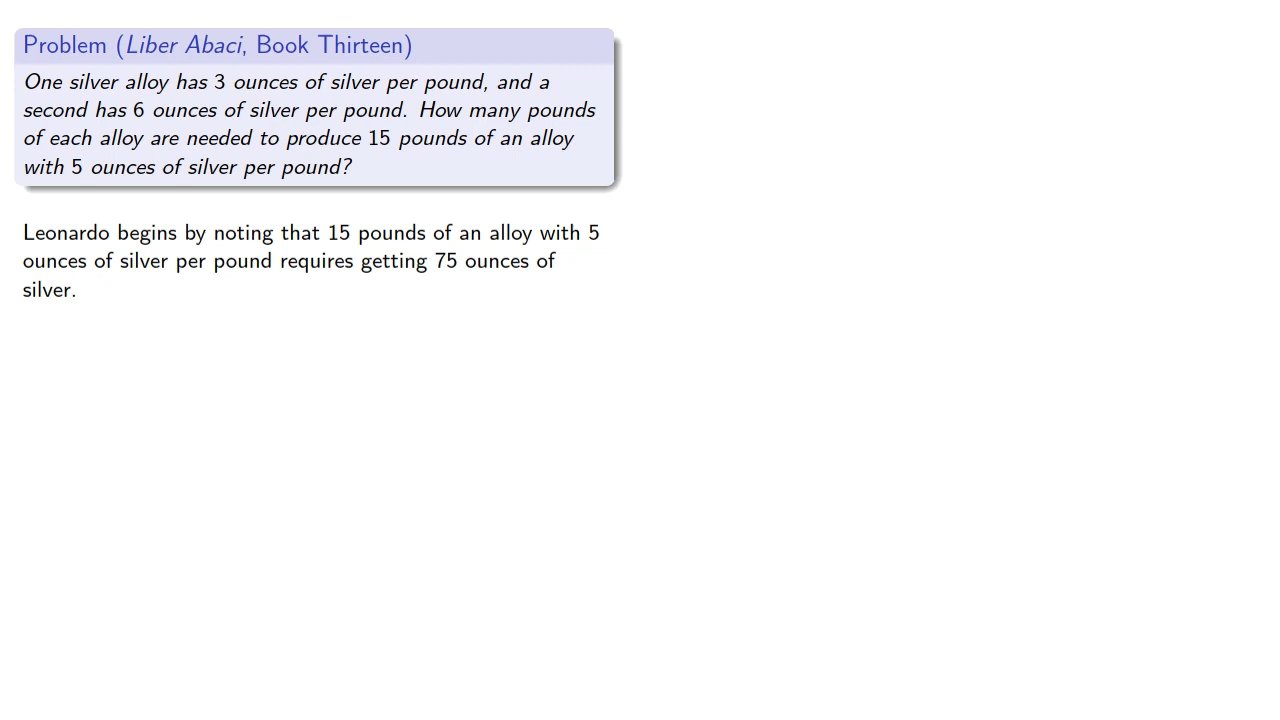 Problem (Liber Abaci, Book Thirteen)
One silver alloy has 3 ounces of silver per pound, and a
second has 6 ounces of silver per pound. How many pounds
of each alloy are needed to produce 15 pounds of an alloy
with 5 ounces of silver per pound?
Leonardo begins by noting that 15 pounds of an alloy with 5
ounces of silver per pound requires getting 75 ounces of
silver.